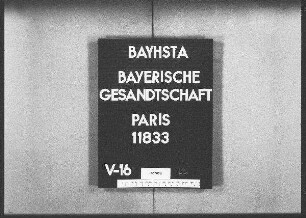 BAYHSTA
BAYERISCHE
GESANDTSCHAFT
PARIS
11833
V-16